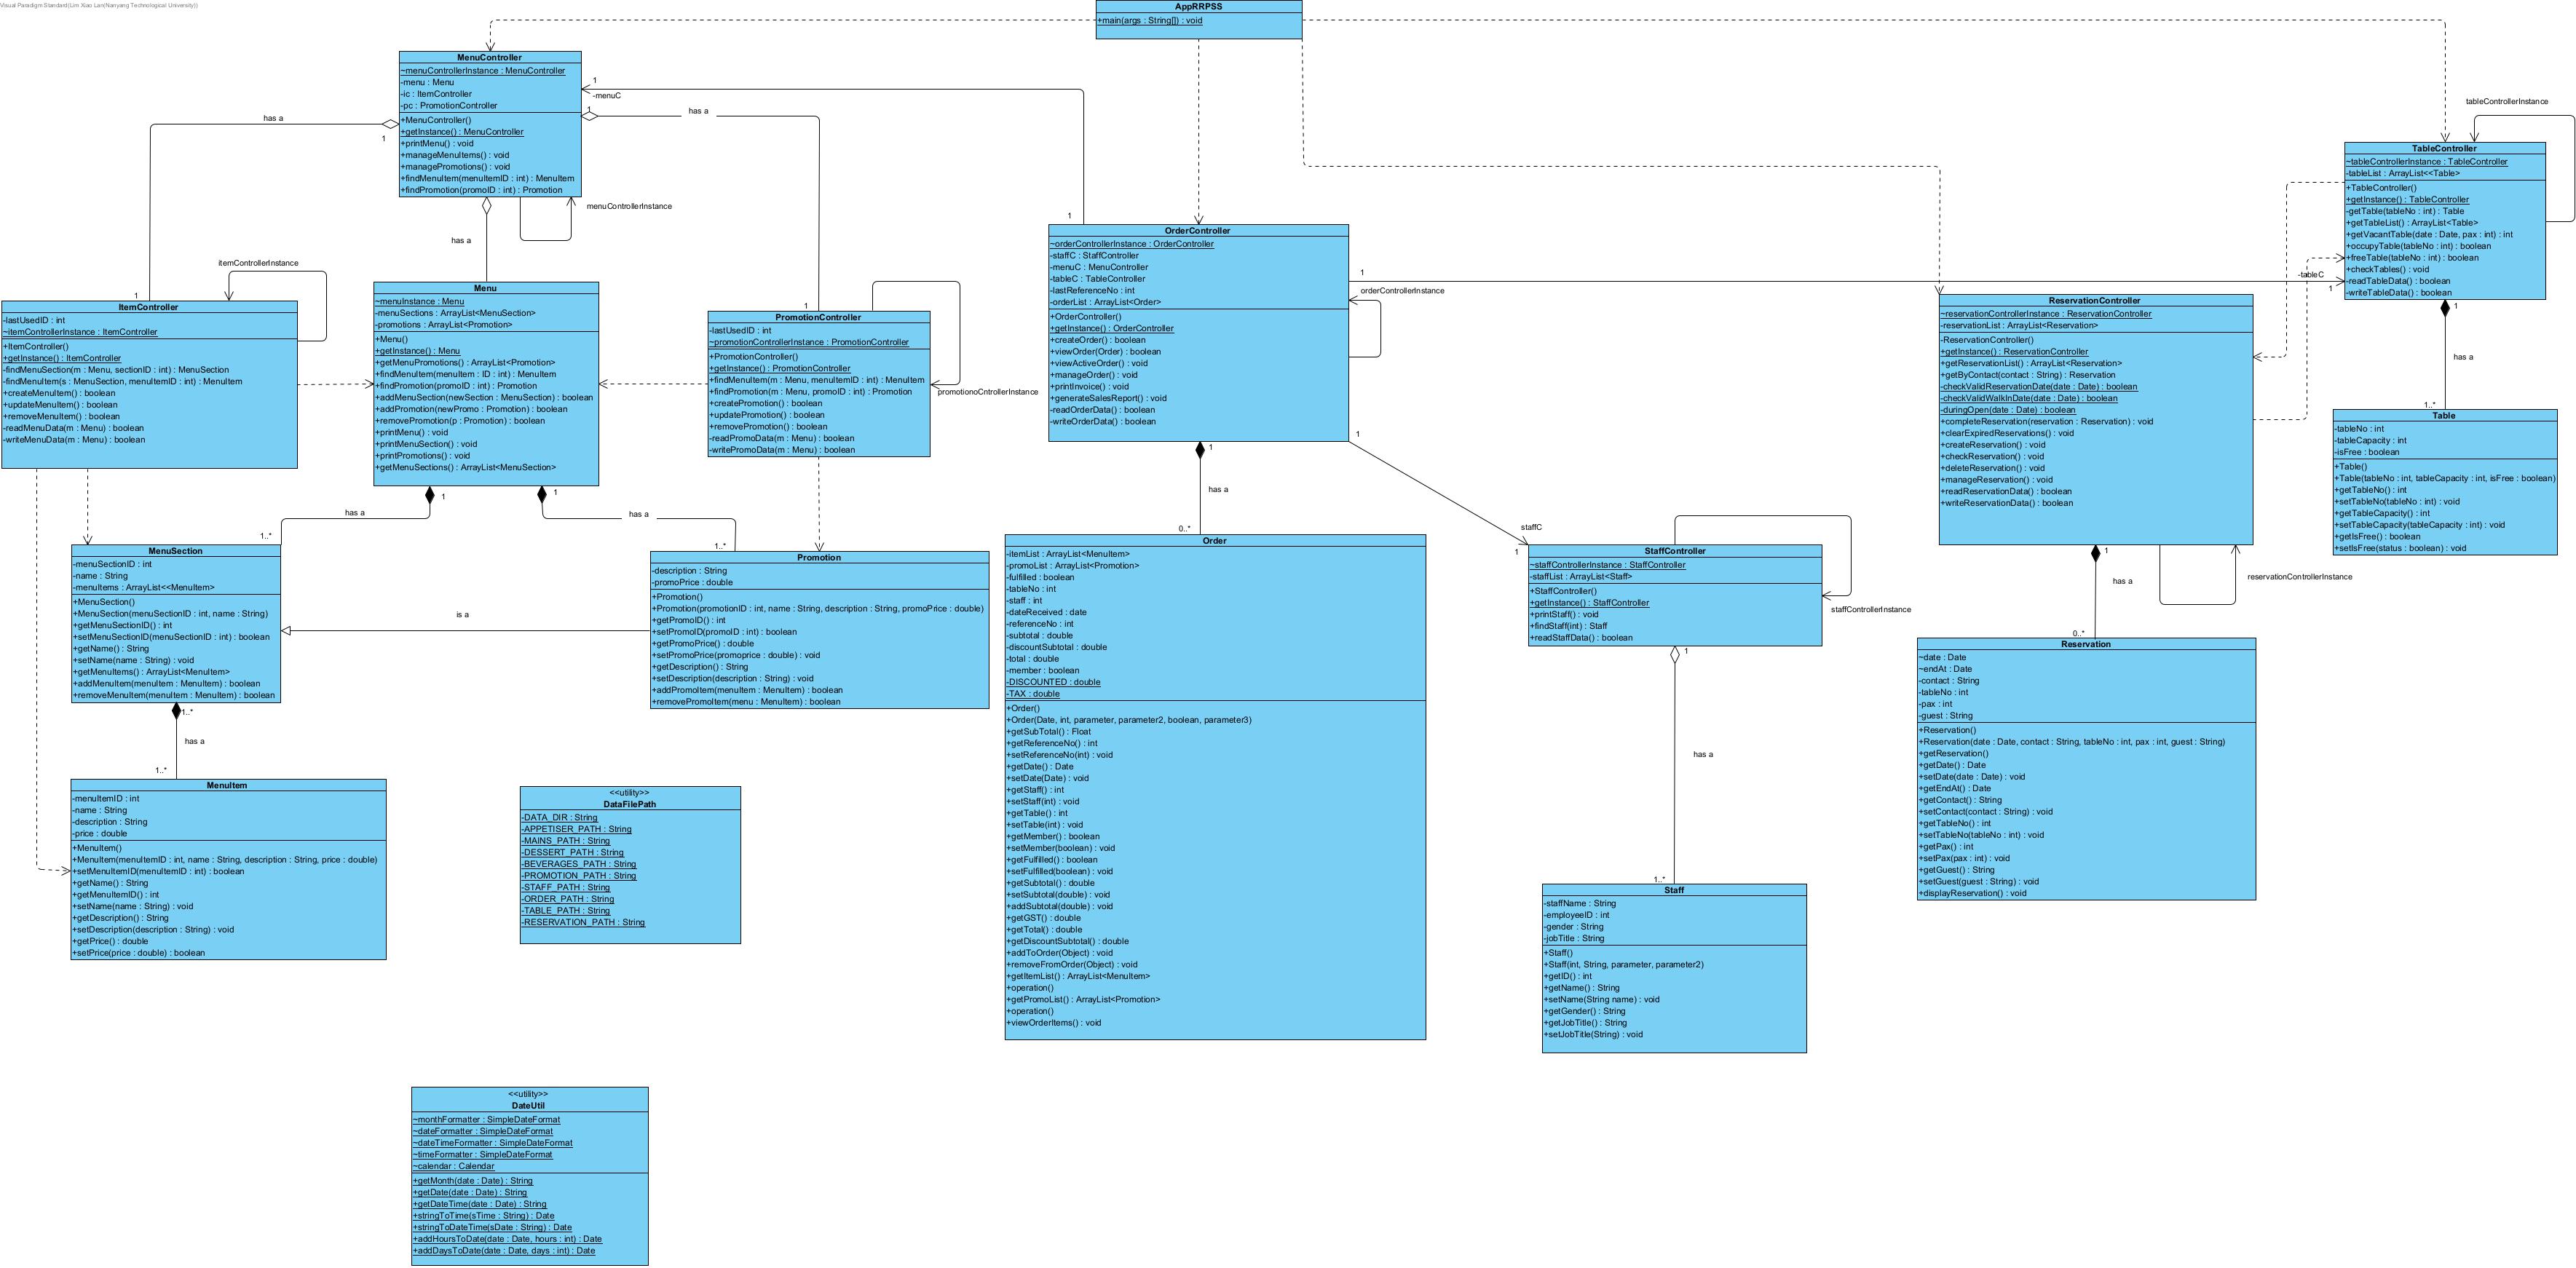 Visual Paradigm Standard(Lim Xiao Lan(Nanyang Technological University))
AppRRPSS
+main(args : String[]) : void
MenuController
~menuControllerInstance : MenuController
-menu : Menu
-ic : ItemController
-pc : PromotionController
+MenuController()
+getInstance() : MenuController
+printMenu() : void
+manageMenuItems() : void
+managePromotions() : void
+findMenuItem(menuItemID : int) : MenuItem
+findPromotion(promoID : int) : Promotion
1
-menuC
1
has a
has a
1
menuControllerInstance
has a
1
tableControllerInstance
TableController
~tableControllerInstance : TableController
-tableList : ArrayList<<Table>
+TableController()
+getInstance() : TableController
-getTable(tableNo : int) : Table
+getTableList() : ArrayList<Table>
+getVacantTable(date : Date, pax : int) : int
+occupyTable(tableNo : int) : boolean
+freeTable(tableNo : int) : boolean
+checkTables() : void
-readTableData() : boolean
-writeTableData() : boolean
OrderController
~orderControllerInstance : OrderController
-staffC : StaffController
-menuC : MenuController
-tableC : TableController
-lastReferenceNo : int
-orderList : ArrayList<Order>
+OrderController()
+getInstance() : OrderController
+createOrder() : boolean
+viewOrder(Order) : boolean
+viewActiveOrder() : void
+manageOrder() : void
+printInvoice() : void
+generateSalesReport() : void
-readOrderData() : boolean
-writeOrderData() : boolean
1
-tableC
1
orderControllerInstance
itemControllerInstance
1
ItemController
-lastUsedID : int
~itemControllerInstance : ItemController
+ItemController()
+getInstance() : ItemController
-findMenuSection(m : Menu, sectionID : int) : MenuSection
-findMenuItem(s : MenuSection, menuItemID : int) : MenuItem
+createMenuItem() : boolean
+updateMenuItem() : boolean
+removeMenuItem() : boolean
-readMenuData(m : Menu) : boolean
-writeMenuData(m : Menu) : boolean
Menu
~menuInstance : Menu
-menuSections : ArrayList<MenuSection>
-promotions : ArrayList<Promotion>
+Menu()
+getInstance() : Menu
+getMenuPromotions() : ArrayList<Promotion>
+findMenuItem(menuItem : ID : int) : MenuItem
+findPromotion(promoID : int) : Promotion
+addMenuSection(newSection : MenuSection) : boolean
+addPromotion(newPromo : Promotion) : boolean
+removePromotion(p : Promotion) : boolean
+printMenu() : void
+printMenuSection() : void
+printPromotions() : void
+getMenuSections() : ArrayList<MenuSection>
1
PromotionController
-lastUsedID : int
~promotionControllerInstance : PromotionController
+PromotionController()
+getInstance() : PromotionController
+findMenuItem(m : Menu, menuItemID : int) : MenuItem
+findPromotion(m : Menu, promoID : int) : Promotion
+createPromotion() : boolean
+updatePromotion() : boolean
+removePromotion() : boolean
-readPromoData(m : Menu) : boolean
-writePromoData(m : Menu) : boolean
promotionoCntrollerInstance
ReservationController
~reservationControllerInstance : ReservationController
-reservationList : ArrayList<Reservation>
-ReservationController()
+getInstance() : ReservationController
+getReservationList() : ArrayList<Reservation>
+getByContact(contact : String) : Reservation
-checkValidReservationDate(date : Date) : boolean
-checkValidWalkInDate(date : Date) : boolean
-duringOpen(date : Date) : boolean
+completeReservation(reservation : Reservation) : void
+clearExpiredReservations() : void
+createReservation() : void
+checkReservation() : void
+deleteReservation() : void
+manageReservation() : void
+readReservationData() : boolean
+writeReservationData() : boolean
1
has a
1..*
Table
-tableNo : int
-tableCapacity : int
-isFree : boolean
+Table()
+Table(tableNo : int, tableCapacity : int, isFree : boolean)
+getTableNo() : int
+setTableNo(tableNo : int) : void
+getTableCapacity() : int
+setTableCapacity(tableCapacity : int) : void
+getIsFree() : boolean
+setIsFree(status : boolean) : void
1
has a
1..*
1
has a
1..*
1
has a
0..*
1
staffC
1
StaffController
~staffControllerInstance : StaffController
-staffList : ArrayList<Staff>
+StaffController()
+getInstance() : StaffController
+printStaff() : void
+findStaff(int) : Staff
+readStaffData() : boolean
staffControllerInstance
1
has a
0..*
reservationControllerInstance
MenuSection
-menuSectionID : int
-name : String
-menuItems : ArrayList<<MenuItem>
+MenuSection()
+MenuSection(menuSectionID : int, name : String)
+getMenuSectionID() : int
+setMenuSectionID(menuSectionID : int) : boolean
+getName() : String
+setName(name : String) : void
+getMenuItems() : ArrayList<MenuItem>
+addMenuItem(menuItem : MenuItem) : boolean
+removeMenuItem(menuItem : MenuItem) : boolean
is a
Promotion
-description : String
-promoPrice : double
+Promotion()
+Promotion(promotionID : int, name : String, description : String, promoPrice : double)
+getPromoID() : int
+setPromoID(promoID : int) : boolean
+getPromoPrice() : double
+setPromoPrice(promoprice : double) : void
+getDescription() : String
+setDescription(description : String) : void
+addPromoItem(menuItem : MenuItem) : boolean
+removePromoItem(menu : MenuItem) : boolean
Order
-itemList : ArrayList<MenuItem>
-promoList : ArrayList<Promotion>
-fulfilled : boolean
-tableNo : int
-staff : int
-dateReceived : date
-referenceNo : int
-subtotal : double
-discountSubtotal : double
-total : double
-member : boolean
-DISCOUNTED : double
-TAX : double
+Order()
+Order(Date, int, parameter, parameter2, boolean, parameter3)
+getSubTotal() : Float
+getReferenceNo() : int
+setReferenceNo(int) : void
+getDate() : Date
+setDate(Date) : void
+getStaff() : int
+setStaff(int) : void
+getTable() : int
+setTable(int) : void
+getMember() : boolean
+setMember(boolean) : void
+getFulfilled() : boolean
+setFulfilled(boolean) : void
+getSubtotal() : double
+setSubtotal(double) : void
+addSubtotal(double) : void
+getGST() : double
+getTotal() : double
+getDiscountSubtotal() : double
+addToOrder(Object) : void
+removeFromOrder(Object) : void
+getItemList() : ArrayList<MenuItem>
+operation()
+getPromoList() : ArrayList<Promotion>
+operation()
+viewOrderItems() : void
1
has a
1..*
Staff
-staffName : String
-employeeID : int
-gender : String
-jobTitle : String
+Staff()
+Staff(int, String, parameter, parameter2)
+getID() : int
+getName() : String
+setName(String name) : void
+getGender() : String
+getJobTitle() : String
+setJobTitle(String) : void
Reservation
~date : Date
~endAt : Date
-contact : String
-tableNo : int
-pax : int
-guest : String
+Reservation()
+Reservation(date : Date, contact : String, tableNo : int, pax : int, guest : String)
+getReservation()
+getDate() : Date
+setDate(date : Date) : void
+getEndAt() : Date
+getContact() : String
+setContact(contact : String) : void
+getTableNo() : int
+setTableNo(tableNo : int) : void
+getPax() : int
+setPax(pax : int) : void
+getGuest() : String
+setGuest(guest : String) : void
+displayReservation() : void
1..*
has a
1..*
MenuItem
-menuItemID : int
-name : String
-description : String
-price : double
+MenuItem()
+MenuItem(menuItemID : int, name : String, description : String, price : double)
+setMenuItemID(menuItemID : int) : boolean
+getName() : String
+getMenuItemID() : int
+setName(name : String) : void
+getDescription() : String
+setDescription(description : String) : void
+getPrice() : double
+setPrice(price : double) : boolean
<<utility>>
DataFilePath
-DATA_DIR : String
-APPETISER_PATH : String
-MAINS_PATH : String
-DESSERT_PATH : String
-BEVERAGES_PATH : String
-PROMOTION_PATH : String
-STAFF_PATH : String
-ORDER_PATH : String
-TABLE_PATH : String
-RESERVATION_PATH : String
<<utility>>
DateUtil
~monthFormatter : SimpleDateFormat
~dateFormatter : SimpleDateFormat
~dateTimeFormatter : SimpleDateFormat
~timeFormatter : SimpleDateFormat
~calendar : Calendar
+getMonth(date : Date) : String
+getDate(date : Date) : String
+getDateTime(date : Date) : String
+stringToTime(sTime : String) : Date
+stringToDateTime(sDate : String) : Date
+addHoursToDate(date : Date, hours : int) : Date
+addDaysToDate(date : Date, days : int) : Date